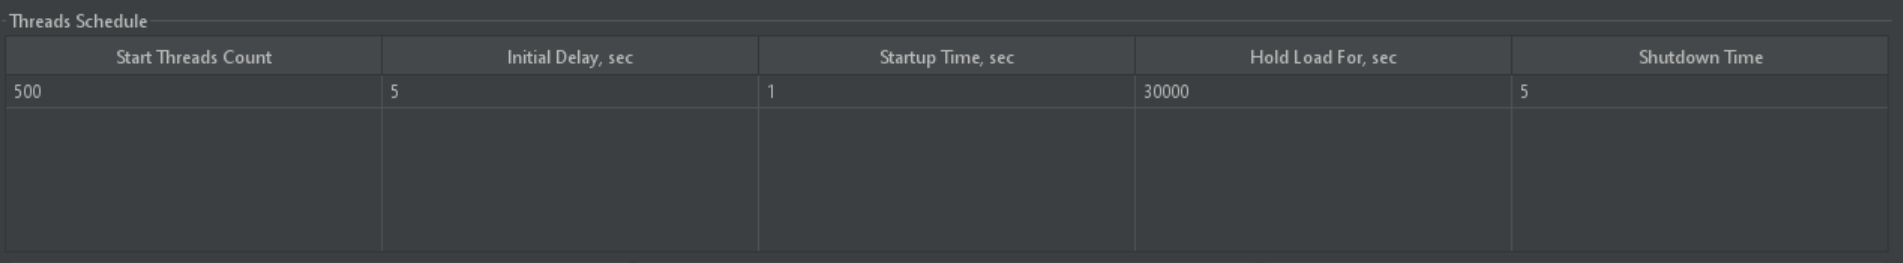 Threads Schedule
Start Threads Count Initial Delay, sec Startup Time, sec Hold Load For, sec Shutdown Time
500 5 1 30000 5